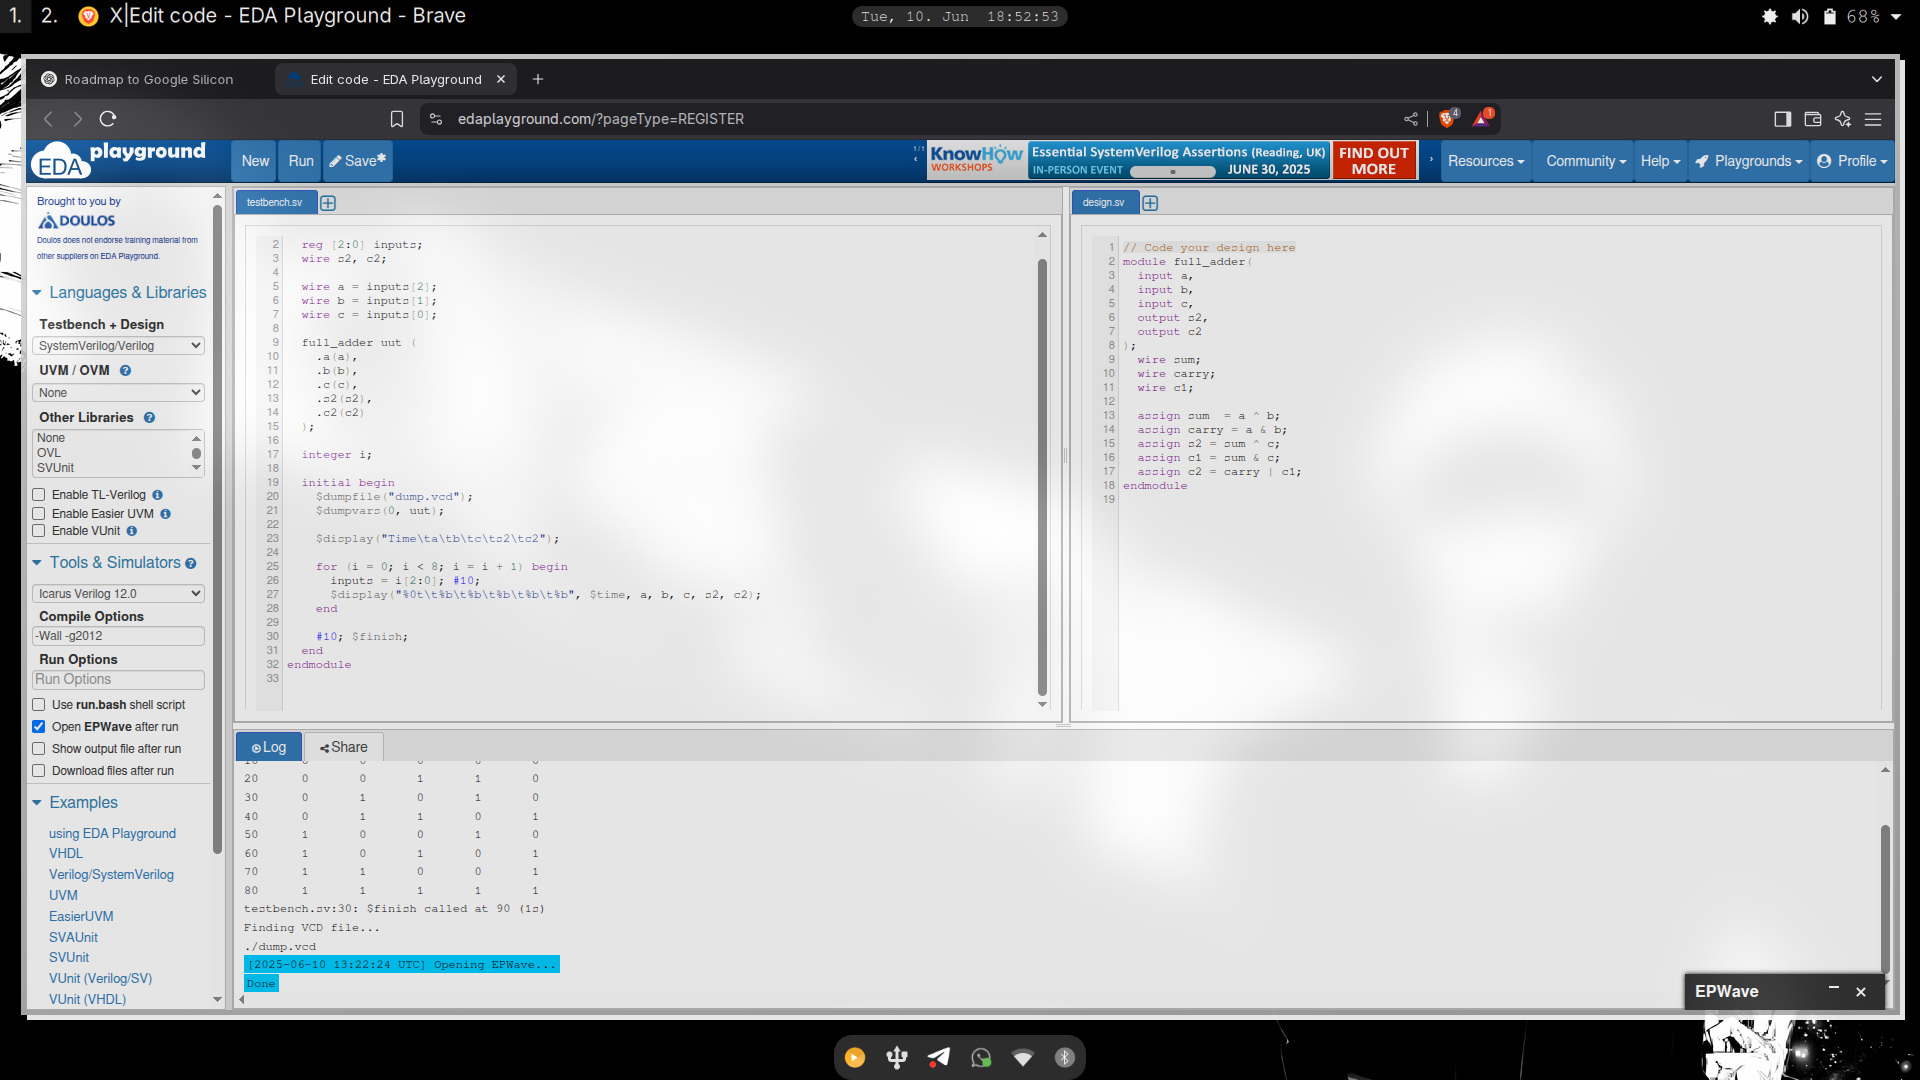 1. 2. X|Edit code - EDA Playground - Brave
Tue, 10. Jun 18:52:53
68%
Roadmap to Google Silicon
Edit code - EDA Playground
edaplayground.com/?pageType=REGISTER
4
1
EDA playground
New
Run
Save*
1/1
KnowHow WORKSHOPS
Essential SystemVerilog Assertions (Reading, UK)
IN-PERSON EVENT JUNE 30, 2025
FIND OUT MORE
Resources
Community
Help
Playgrounds
Profile
Brought to you by
DOULOS
Doulos does not endorse training material from
other suppliers on EDA Playground.
Languages & Libraries
Testbench + Design
SystemVerilog/Verilog
UVM / OVM
None
Other Libraries
None
OVL
SVUnit
Enable TL-Verilog
Enable Easier UVM
Enable VUnit
Tools & Simulators
Icarus Verilog 12.0
Compile Options
-Wall -g2012
Run Options
Run Options
Use run.bash shell script
Open EPWave after run
Show output file after run
Download files after run
Examples
using EDA Playground
VHDL
Verilog/SystemVerilog
UVM
EasierUVM
SVAUnit
SVUnit
VUnit (Verilog/SV)
VUnit (VHDL)
testbench.sv
2 reg [2:0] inputs;
3 wire s2, c2;
4
5 wire a = inputs[2];
6 wire b = inputs[1];
7 wire c = inputs[0];
8
9 full_adder uut (
10 .a(a),
11 .b(b),
12 .c(c),
13 .s2(s2),
14 .c2(c2)
15 );
16
17 integer i;
18
19 initial begin
20 $dumpfile("dump.vcd");
21 $dumpvars(0, uut);
22
23 $display("Time\ta\tb\tc\ts2\tc2");
24
25 for (i = 0; i < 8; i = i + 1) begin
26 inputs = i[2:0]; #10;
27 $display("%0t\t%b\t%b\t%b\t%b\t%b", $time, a, b, c, s2, c2);
28 end
29
30 #10; $finish;
31 end
32 endmodule
33
design.sv
1 // Code your design here
2 module full_adder(
3 input a,
4 input b,
5 input c,
6 output s2,
7 output c2
8 );
9 wire sum;
10 wire carry;
11 wire c1;
12
13 assign sum  = a ^ b;
14 assign carry = a & b;
15 assign s2 = sum ^ c;
16 assign c1 = sum & c;
17 assign c2 = carry | c1;
18 endmodule
19
Log
Share
20 0 0 1 1 0
30 0 1 0 1 0
40 0 1 1 0 1
50 1 0 0 1 0
60 1 0 1 0 1
70 1 1 0 0 1
80 1 1 1 1 1
testbench.sv:30: $finish called at 90 (1s)
Finding VCD file...
./dump.vcd
[2025-06-10 13:22:24 UTC] Opening EPWave...
Done
EPWave